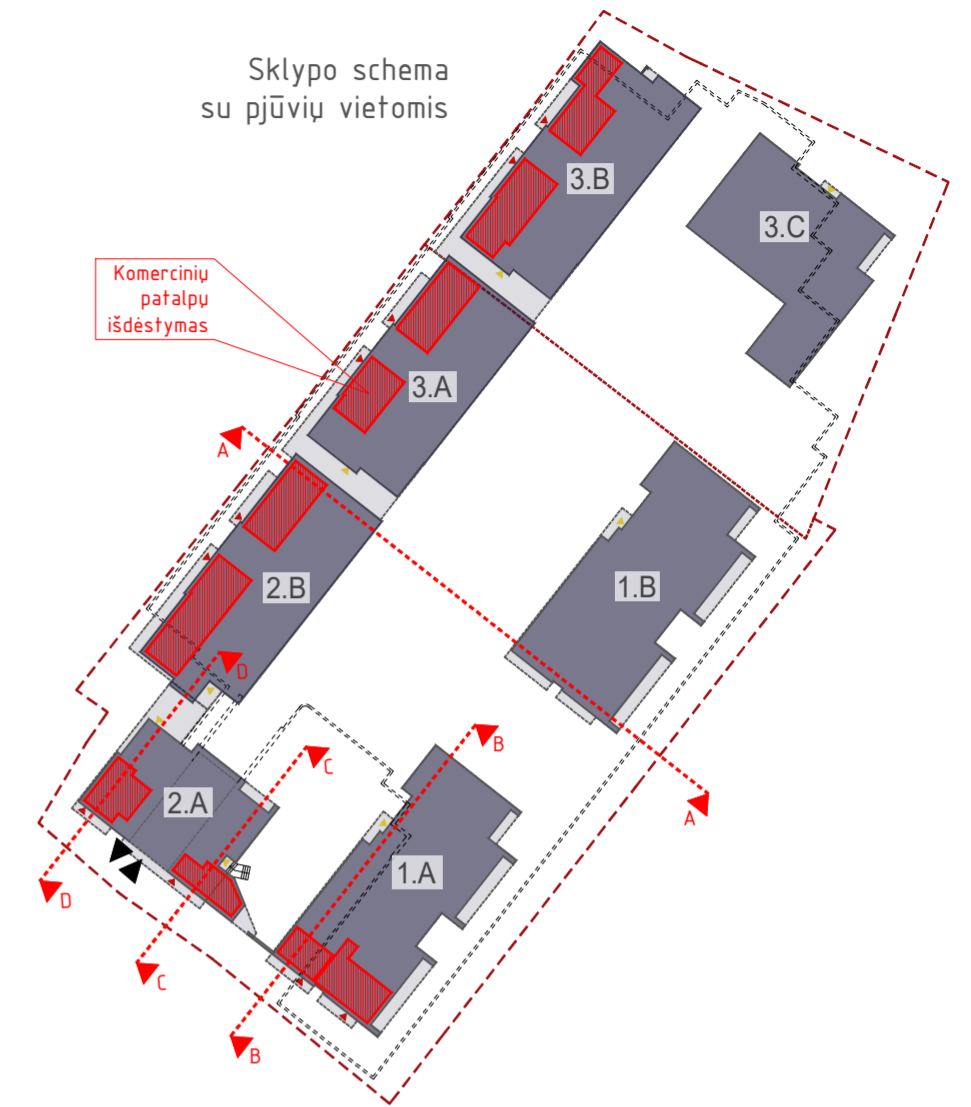 Sklypo schema
su pjūvių vietomis
3.B
3.C
Komercinių
patalpų
išdėstymas
3.A
A
2.B
1.B
D
B
C
2.A
A
1.A
D
C
B